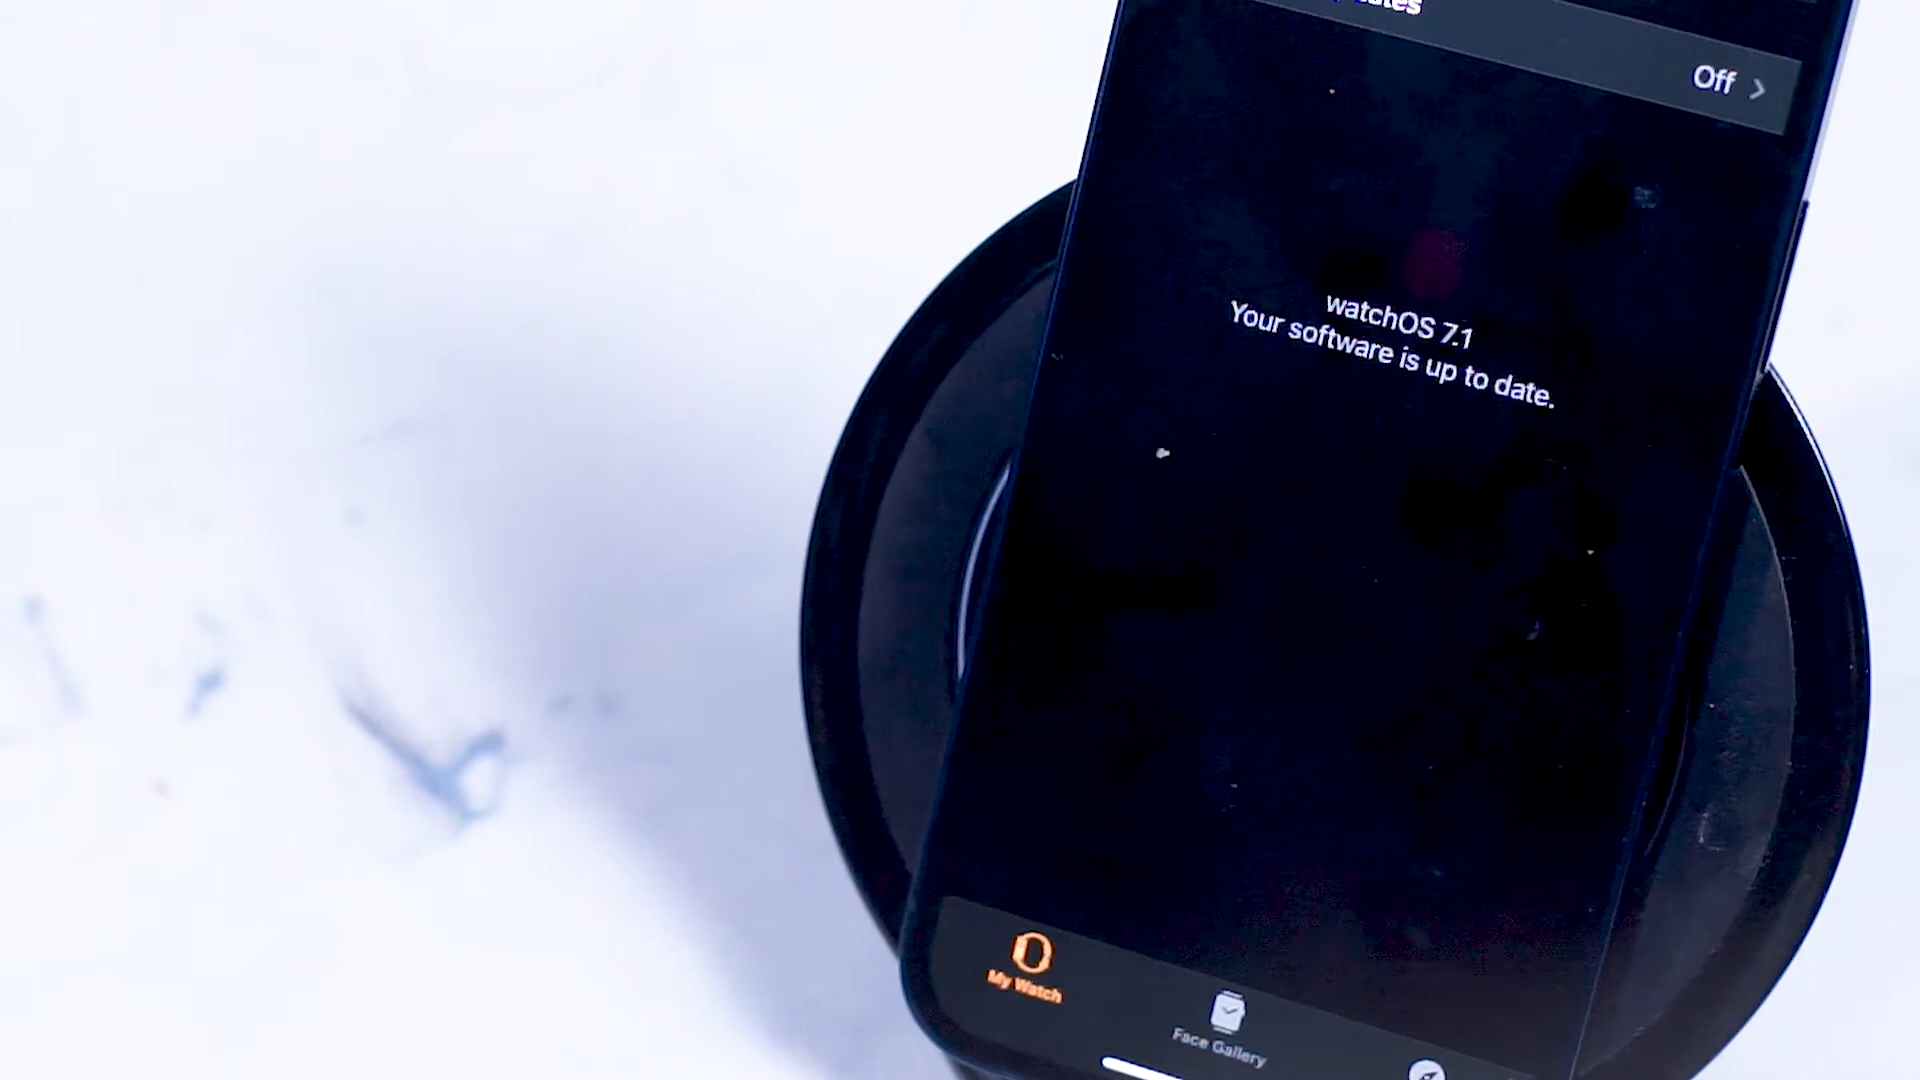 Off
watchOS 7.1
Your software is up to date.
My Watch
Face Gallery